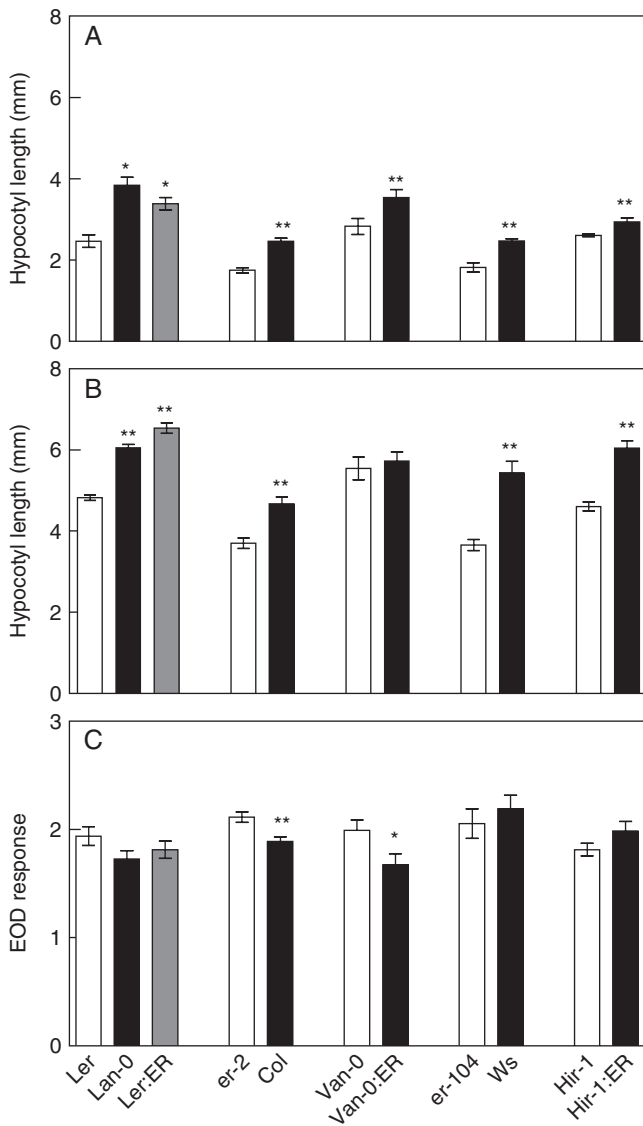 A
Hypocotyl length (mm)
8
6
4
2
0
* * ** ** ** **
B
Hypocotyl length (mm)
8
6
4
2
0
** ** ** ** **
C
EOD response
3
2
1
0
** *
Ler
Lan-0
Ler:ER
er-2
Col
Van-0
Van-0:ER
er-104
Ws
Hir-1
Hir-1:ER